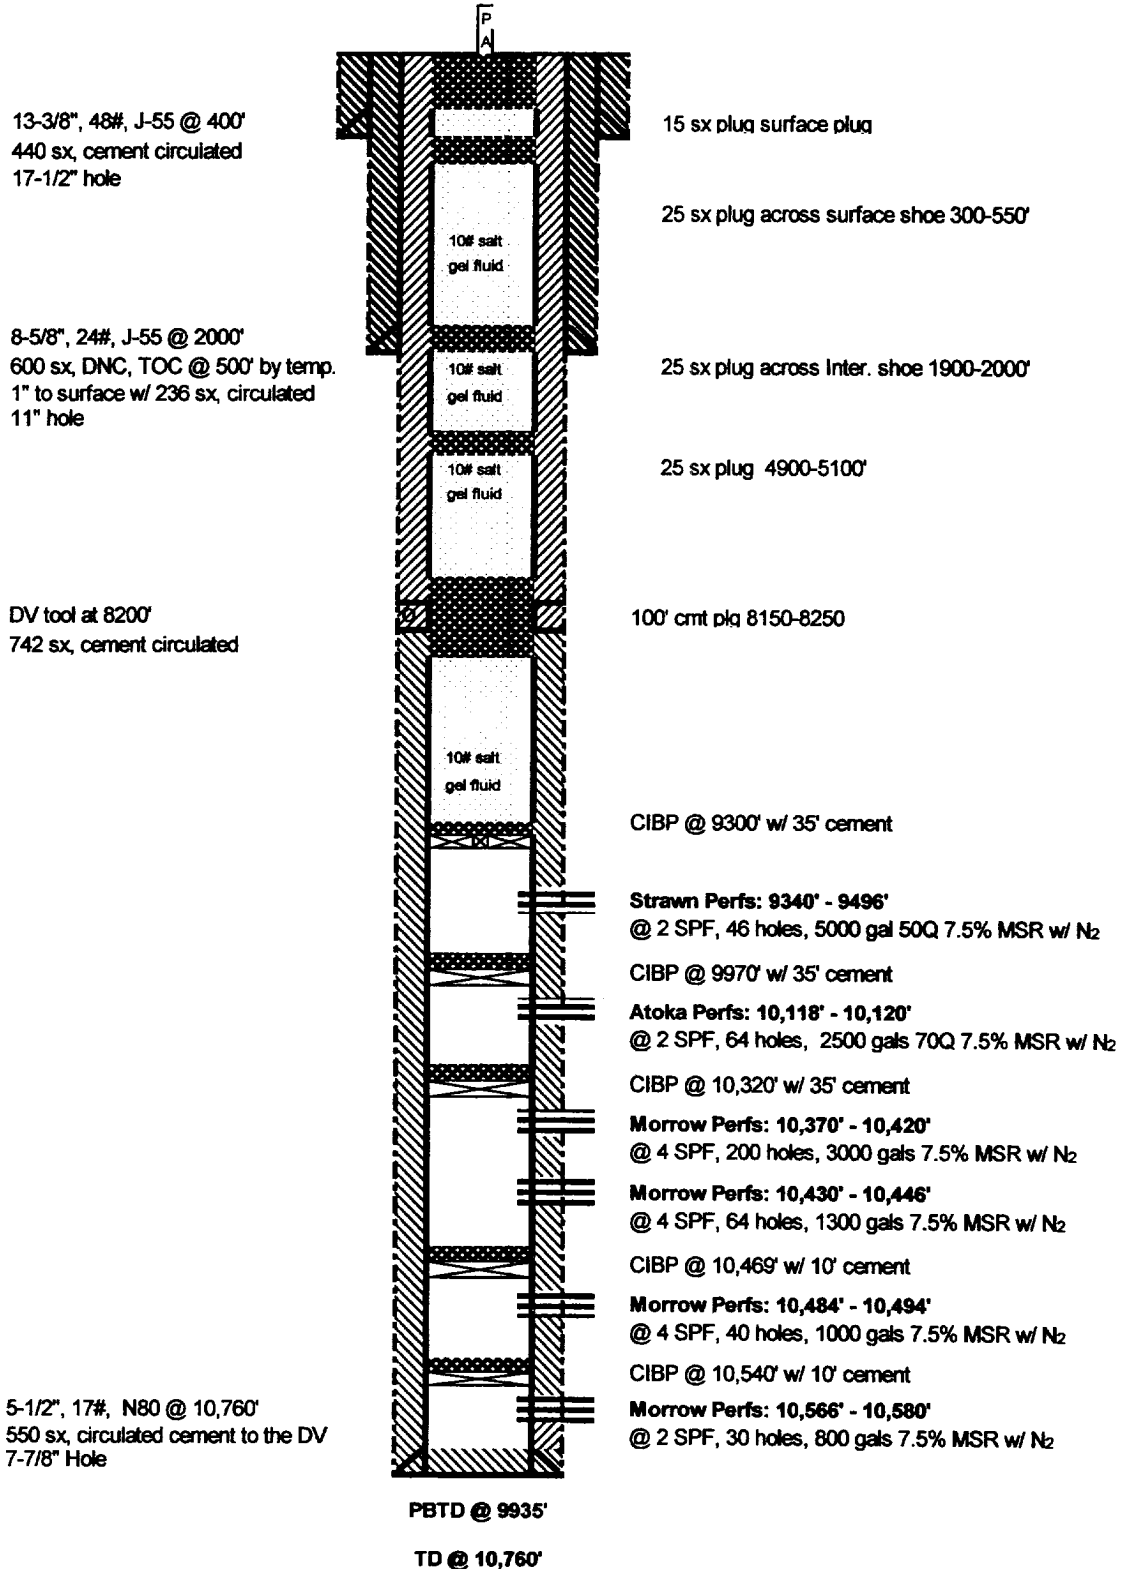 P
A
13-3/8", 48#, J-55 @ 400'
440 sx, cement circulated
17-1/2" hole
15 sx plug surface plug
25 sx plug across surface shoe 300-550'
10# salt
gel fluid
8-5/8", 24#, J-55 @ 2000'
600 sx, DNC, TOC @ 500' by temp.
1" to surface w/ 236 sx, circulated
11" hole
10# salt
gel fluid
25 sx plug across Inter. shoe 1900-2000'
10# salt
gel fluid
25 sx plug 4900-5100'
DV tool at 8200'
742 sx, cement circulated
100' cmt plg 8150-8250
10# salt
gel fluid
CIBP @ 9300' w/ 35' cement
Strawn Perfs: 9340' - 9496'
@ 2 SPF, 46 holes, 5000 gal 50Q 7.5% MSR w/ N2
CIBP @ 9970' w/ 35' cement
Atoka Perfs: 10,118' - 10,120'
@ 2 SPF, 64 holes, 2500 gals 70Q 7.5% MSR w/ N2
CIBP @ 10,320' w/ 35' cement
Morrow Perfs: 10,370' - 10,420'
@ 4 SPF, 200 holes, 3000 gals 7.5% MSR w/ N2
Morrow Perfs: 10,430' - 10,446'
@ 4 SPF, 64 holes, 1300 gals 7.5% MSR w/ N2
CIBP @ 10,469' w/ 10' cement
Morrow Perfs: 10,484' - 10,494'
@ 4 SPF, 40 holes, 1000 gals 7.5% MSR w/ N2
CIBP @ 10,540' w/ 10' cement
Morrow Perfs: 10,566' - 10,580'
@ 2 SPF, 30 holes, 800 gals 7.5% MSR w/ N2
5-1/2", 17#, N80 @ 10,760'
550 sx, circulated cement to the DV
7-7/8" Hole
PBTD @ 9935'
TD @ 10,760'